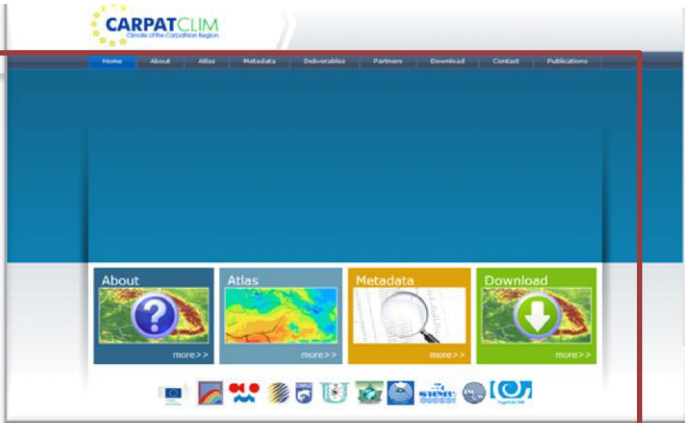 CARPATCLIM
Climate of the Carpathian Region
Home About Atlas Metadata Deliverables Partners Download Contact Publications
About
Atlas
Metadata
Download
more>>
more>>
more>>
more>>